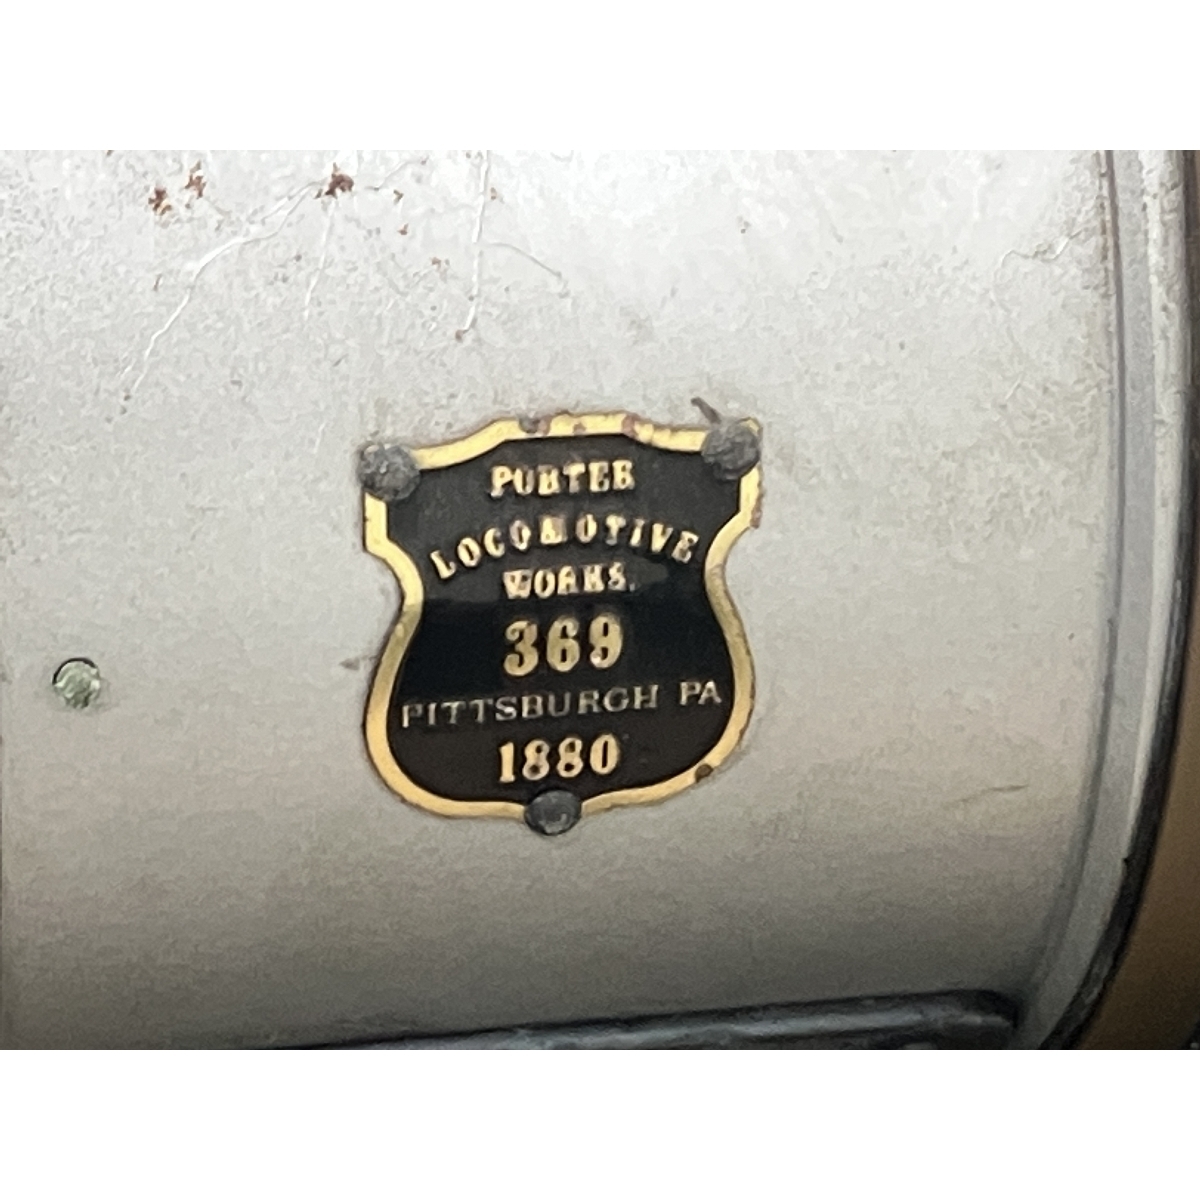 PORTER
LOCOMOTIVE
WORKS.
369
PITTSBURGH PA
1880